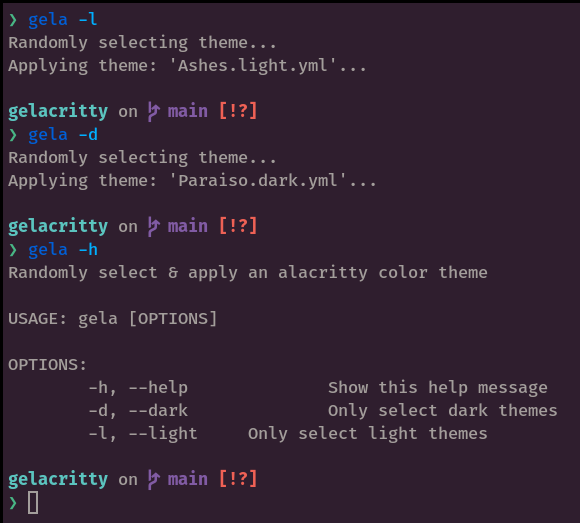 ❯ gela -l
Randomly selecting theme...
Applying theme: 'Ashes.light.yml'...

gelacritty on  main [!?]
❯ gela -d
Randomly selecting theme...
Applying theme: 'Paraiso.dark.yml'...

gelacritty on  main [!?]
❯ gela -h
Randomly select & apply an alacritty color theme

USAGE: gela [OPTIONS]

OPTIONS:
        -h, --help              Show this help message
        -d, --dark              Only select dark themes
        -l, --light     Only select light themes

gelacritty on  main [!?]
❯